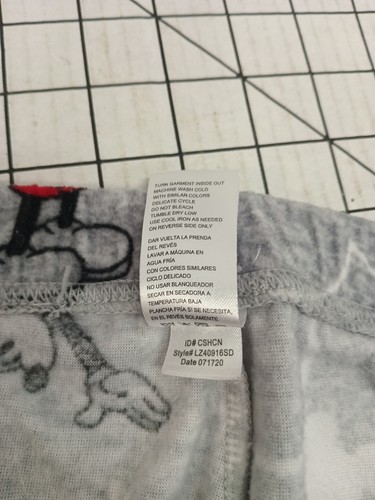 TURN GARMENT INSIDE OUT
MACHINE WASH COLD
WITH SIMILAR COLORS
DELICATE CYCLE
DO NOT BLEACH
TUMBLE DRY LOW
USE COOL IRON AS NEEDED
ON REVERSE SIDE ONLY
DAR VUELTA LA PRENDA
DEL REVÉS
LAVAR A MÁQUINA EN
AGUA FRÍA
CON COLORES SIMILARES
CICLO DELICADO
NO USAR BLANQUEADOR
SECAR EN SECADORA A
TEMPERATURA BAJA
PLANCHA FRÍA SI SE NECESITA,
EN EL REVÉS SOLAMENTE.
ID# CSHCN
Style# LZ40916SD
Date 071720